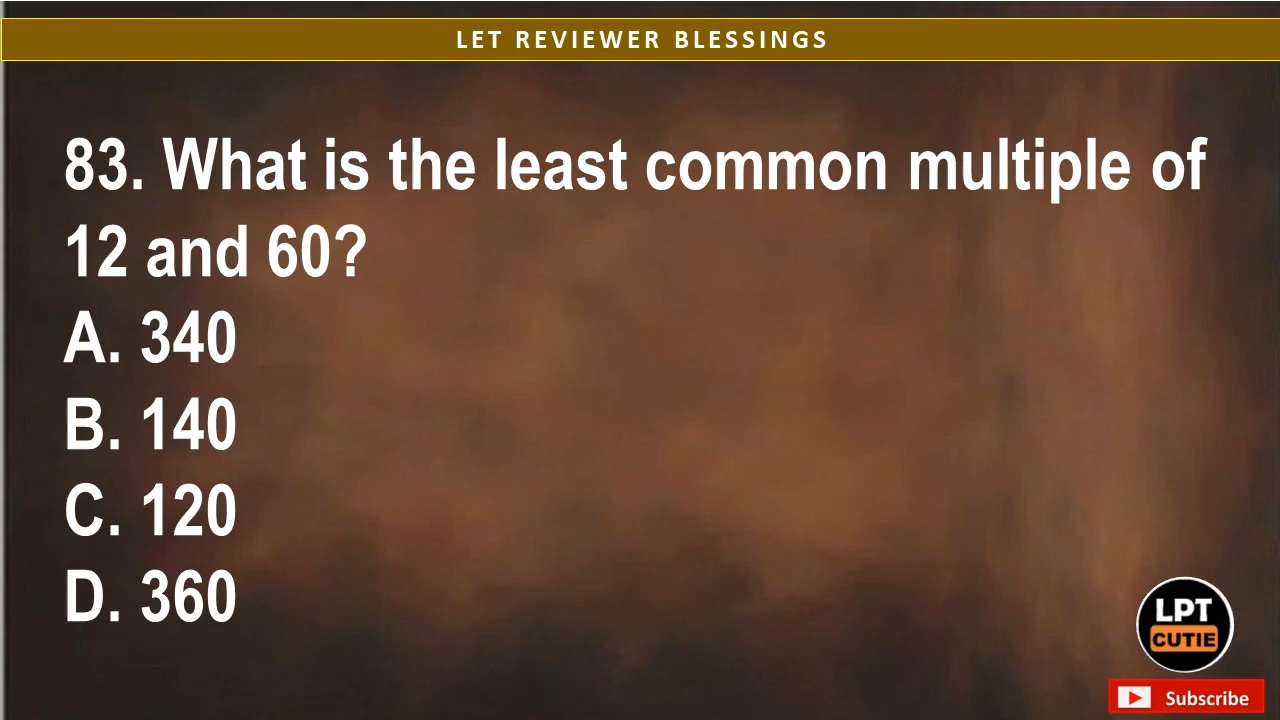 LET REVIEWER BLESSINGS
83. What is the least common multiple of
12 and 60?
A. 340
B. 140
C. 120
D. 360
LPT
CUTIE
Subscribe